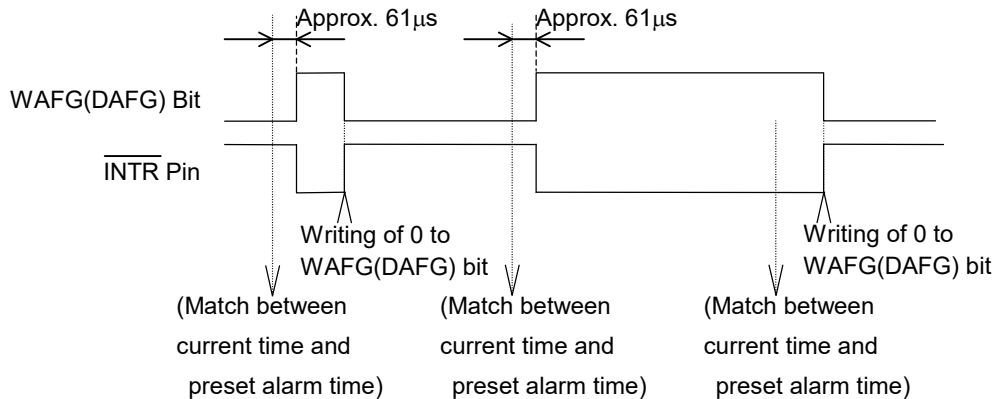 Approx. 61μs
Approx. 61μs
WAFG(DAFG) Bit
INTR Pin
Writing of 0 to
WAFG(DAFG) bit
Writing of 0 to
WAFG(DAFG) bit
(Match between
current time and
preset alarm time)
(Match between
current time and
preset alarm time)
(Match between
current time and
preset alarm time)